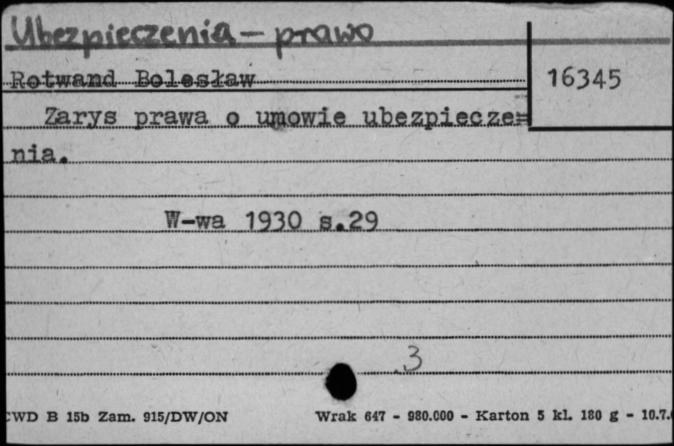 Ubezpieczenia - prawo
Rotwand Bolesław
16345
Zarys prawa o umowie ubezpiecze=
nia.
W-wa 1930 s.29
3
CWD B 15b Zam. 915/DW/ON Wrak 647 - 980.000 - Karton 5 kl. 180 g - 10.7.